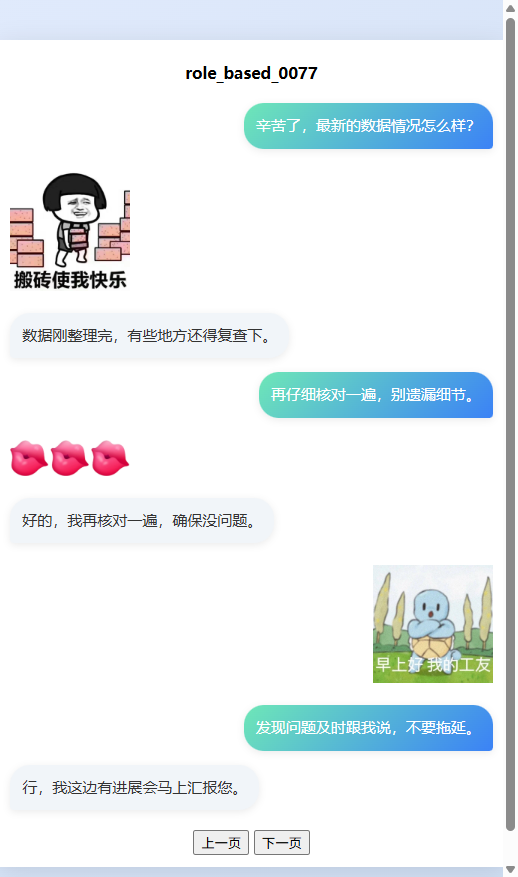 role_based_0077
辛苦了，最新的数据情况怎么样？
搬砖使我快乐
数据刚整理完，有些地方还得复查下。
再仔细核对一遍，别遗漏细节。
好的，我再核对一遍，确保没问题。
早上好 我的工友
发现问题及时跟我说，不要拖延。
行，我这边有进展会马上汇报您。
上一页 下一页